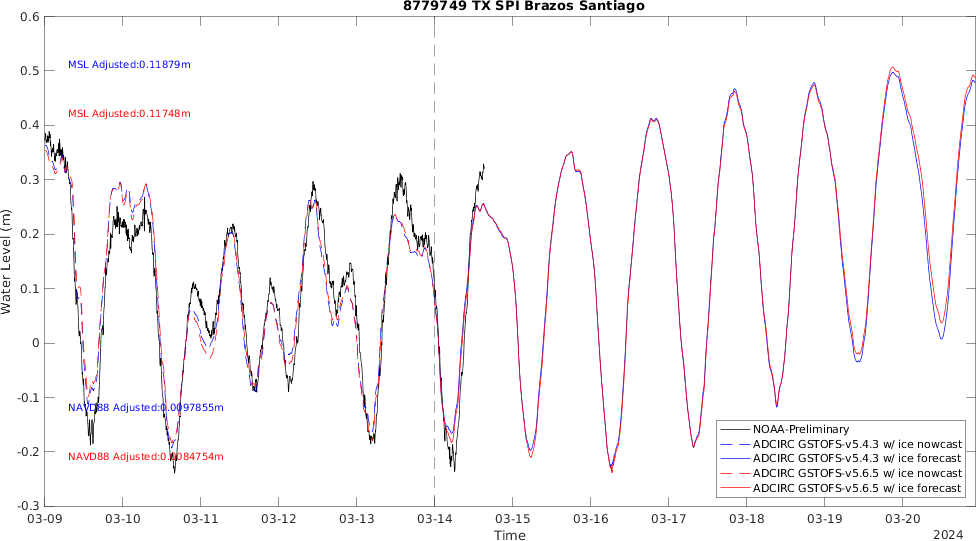 8779749 TX SPI Brazos Santiago
0.6
0.5
0.4
0.3
0.2
0.1
0
-0.1
-0.2
-0.3
Water Level (m)
MSL Adjusted:0.11879m
MSL Adjusted:0.11748m
NAVD88 Adjusted:0.0097855m
NAVD88 Adjusted:0.0084754m
NOAA-Preliminary
ADCIRC GSTOFS-v5.4.3 w/ ice nowcast
ADCIRC GSTOFS-v5.4.3 w/ ice forecast
ADCIRC GSTOFS-v5.6.5 w/ ice nowcast
ADCIRC GSTOFS-v5.6.5 w/ ice forecast
03-09 03-10 03-11 03-12 03-13 03-14 03-15 03-16 03-17 03-18 03-19 03-20
Time
2024